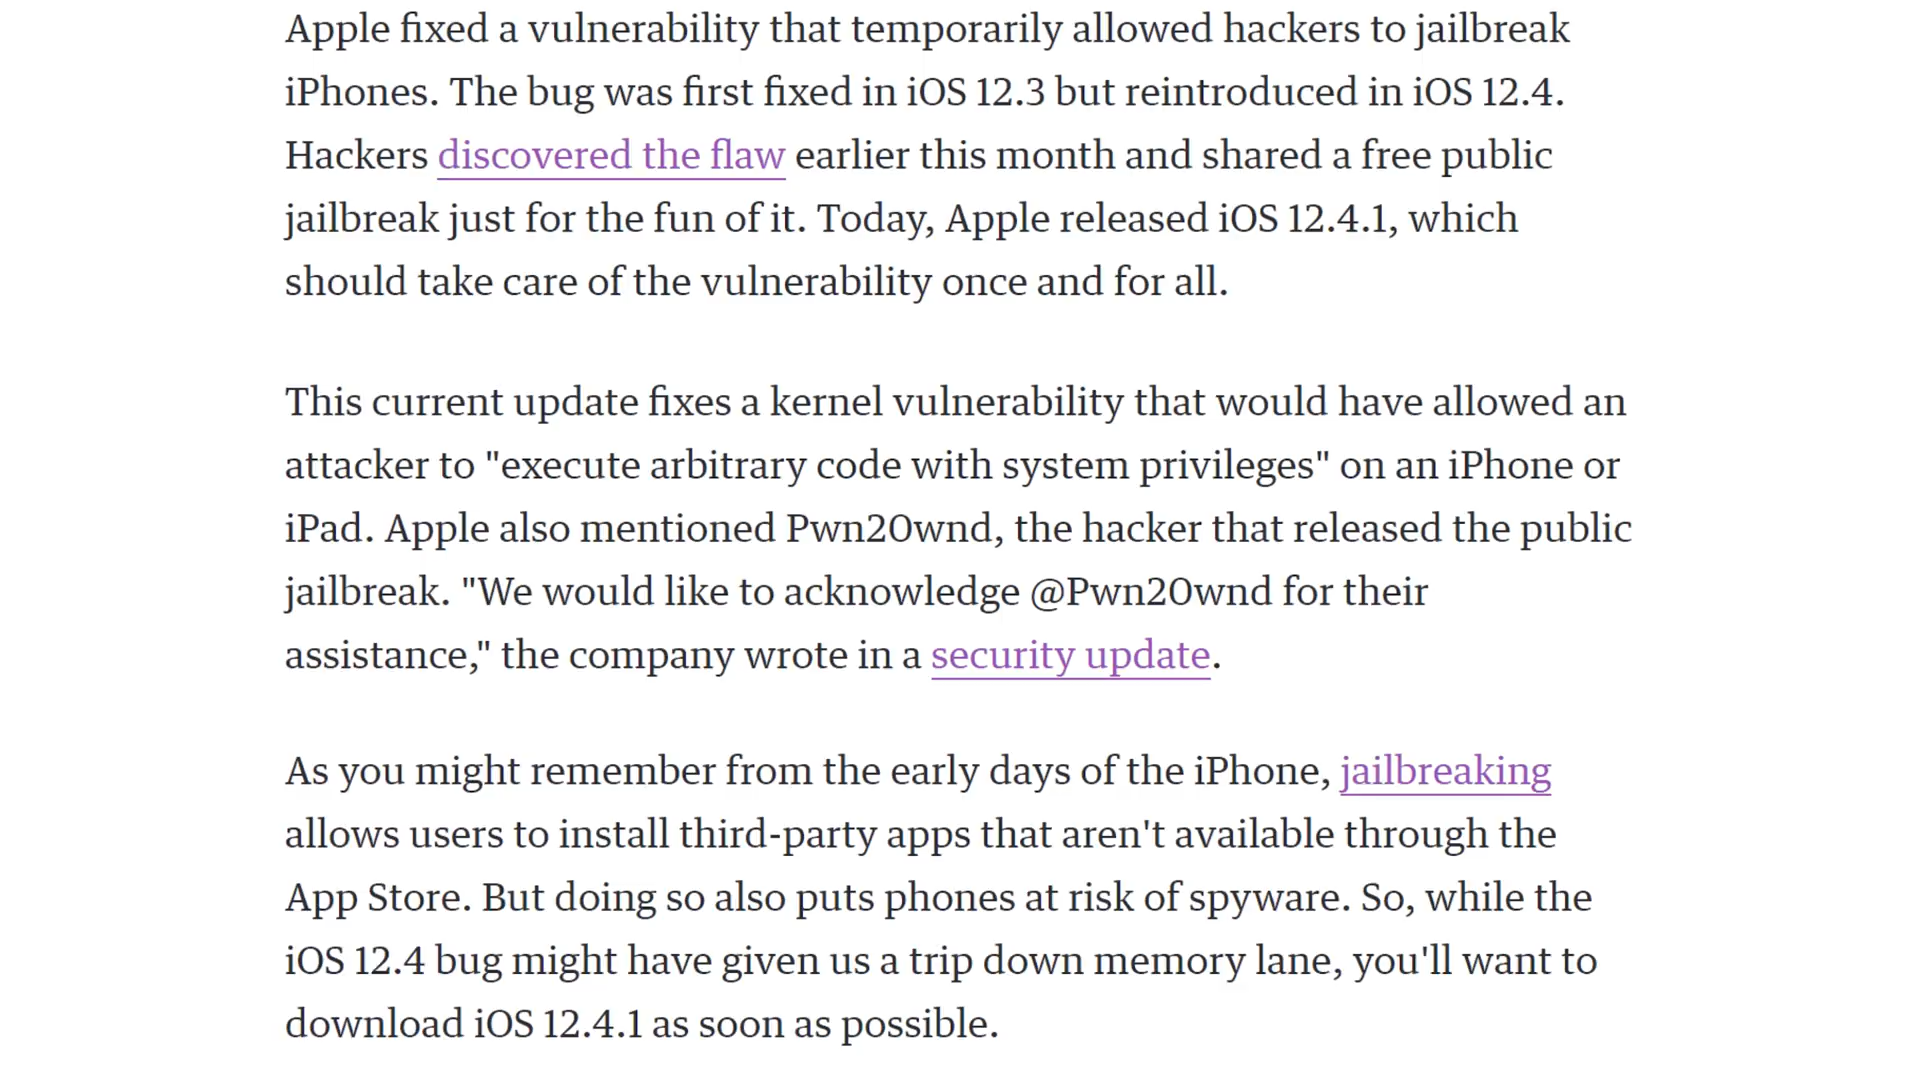 Apple fixed a vulnerability that temporarily allowed hackers to jailbreak
iPhones. The bug was first fixed in iOS 12.3 but reintroduced in iOS 12.4.
Hackers discovered the flaw earlier this month and shared a free public
jailbreak just for the fun of it. Today, Apple released iOS 12.4.1, which
should take care of the vulnerability once and for all.
This current update fixes a kernel vulnerability that would have allowed an
attacker to "execute arbitrary code with system privileges" on an iPhone or
iPad. Apple also mentioned Pwn20wnd, the hacker that released the public
jailbreak. "We would like to acknowledge @Pwn20wnd for their
assistance," the company wrote in a security update.
As you might remember from the early days of the iPhone, jailbreaking
allows users to install third-party apps that aren't available through the
App Store. But doing so also puts phones at risk of spyware. So, while the
iOS 12.4 bug might have given us a trip down memory lane, you'll want to
download iOS 12.4.1 as soon as possible.